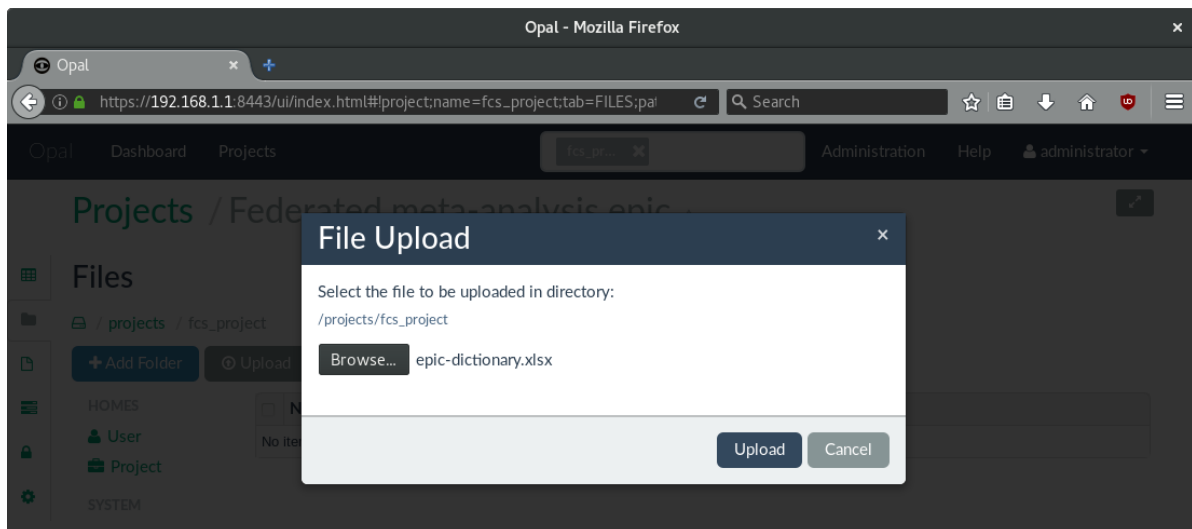 Opal - Mozilla Firefox
Opal
https://192.168.1.1:8443/ui/index.html#!project;name=fcs_project;tab=FILES;pat
Search
Opal Dashboard Projects fcs_pr... Administration Help administrator
Projects / Federated meta-analysis epic
File Upload
Files
Select the file to be uploaded in directory:
/projects/fcs_project
/ projects / fcs_project
Browse... epic-dictionary.xlsx
+ Add Folder Upload
HOMES
N
User
No ite
Upload Cancel
Project
SYSTEM